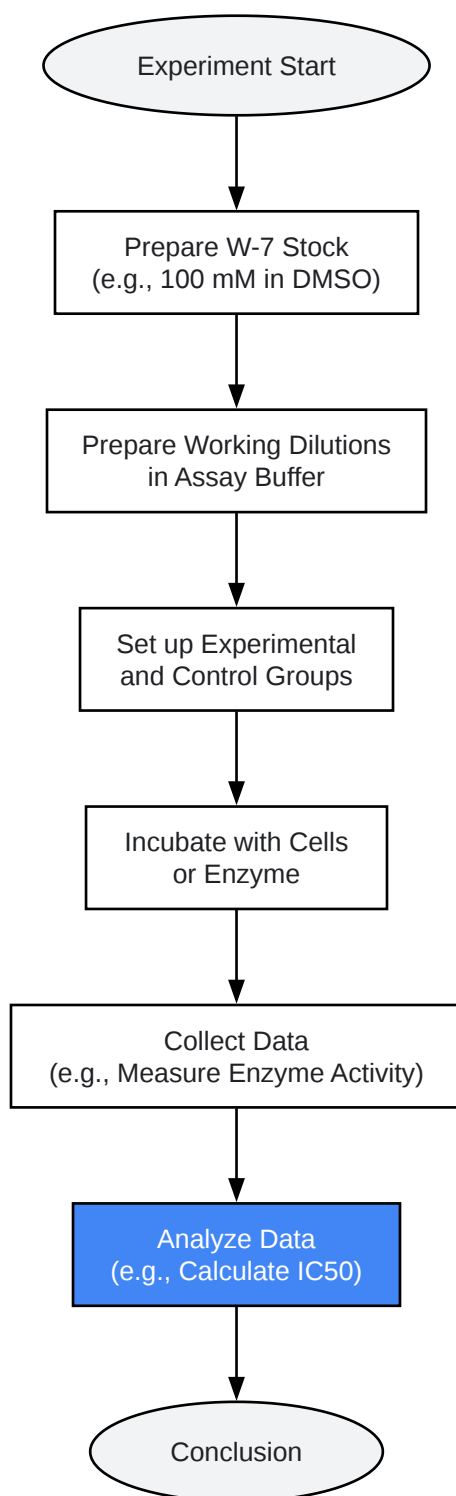 Experiment Start
Prepare W-7 Stock
(e.g., 100 mM in DMSO)
Prepare Working Dilutions
in Assay Buffer
Set up Experimental
and Control Groups
Incubate with Cells
or Enzyme
Collect Data
(e.g., Measure Enzyme Activity)
Analyze Data
(e.g., Calculate IC50)
Conclusion